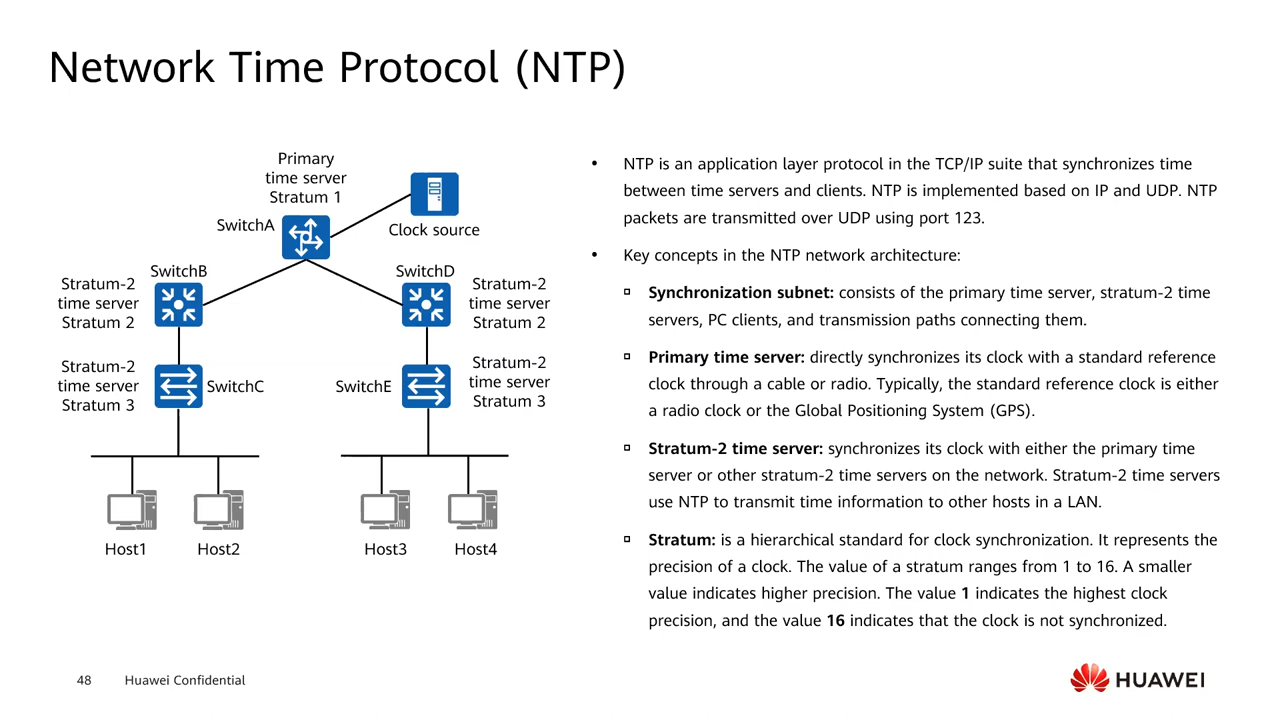 Network Time Protocol (NTP)
Primary
time server
Stratum 1
SwitchA
Clock source
SwitchB
SwitchD
Stratum-2
time server
Stratum 2
Stratum-2
time server
Stratum 2
Stratum-2
time server
Stratum 3
SwitchC
SwitchE
Stratum-2
time server
Stratum 3
Host1
Host2
Host3
Host4
• NTP is an application layer protocol in the TCP/IP suite that synchronizes time
between time servers and clients. NTP is implemented based on IP and UDP. NTP
packets are transmitted over UDP using port 123.
• Key concepts in the NTP network architecture:
▫ Synchronization subnet: consists of the primary time server, stratum-2 time
servers, PC clients, and transmission paths connecting them.
▫ Primary time server: directly synchronizes its clock with a standard reference
clock through a cable or radio. Typically, the standard reference clock is either
a radio clock or the Global Positioning System (GPS).
▫ Stratum-2 time server: synchronizes its clock with either the primary time
server or other stratum-2 time servers on the network. Stratum-2 time servers
use NTP to transmit time information to other hosts in a LAN.
▫ Stratum: is a hierarchical standard for clock synchronization. It represents the
precision of a clock. The value of a stratum ranges from 1 to 16. A smaller
value indicates higher precision. The value 1 indicates the highest clock
precision, and the value 16 indicates that the clock is not synchronized.
48 Huawei Confidential
HUAWEI